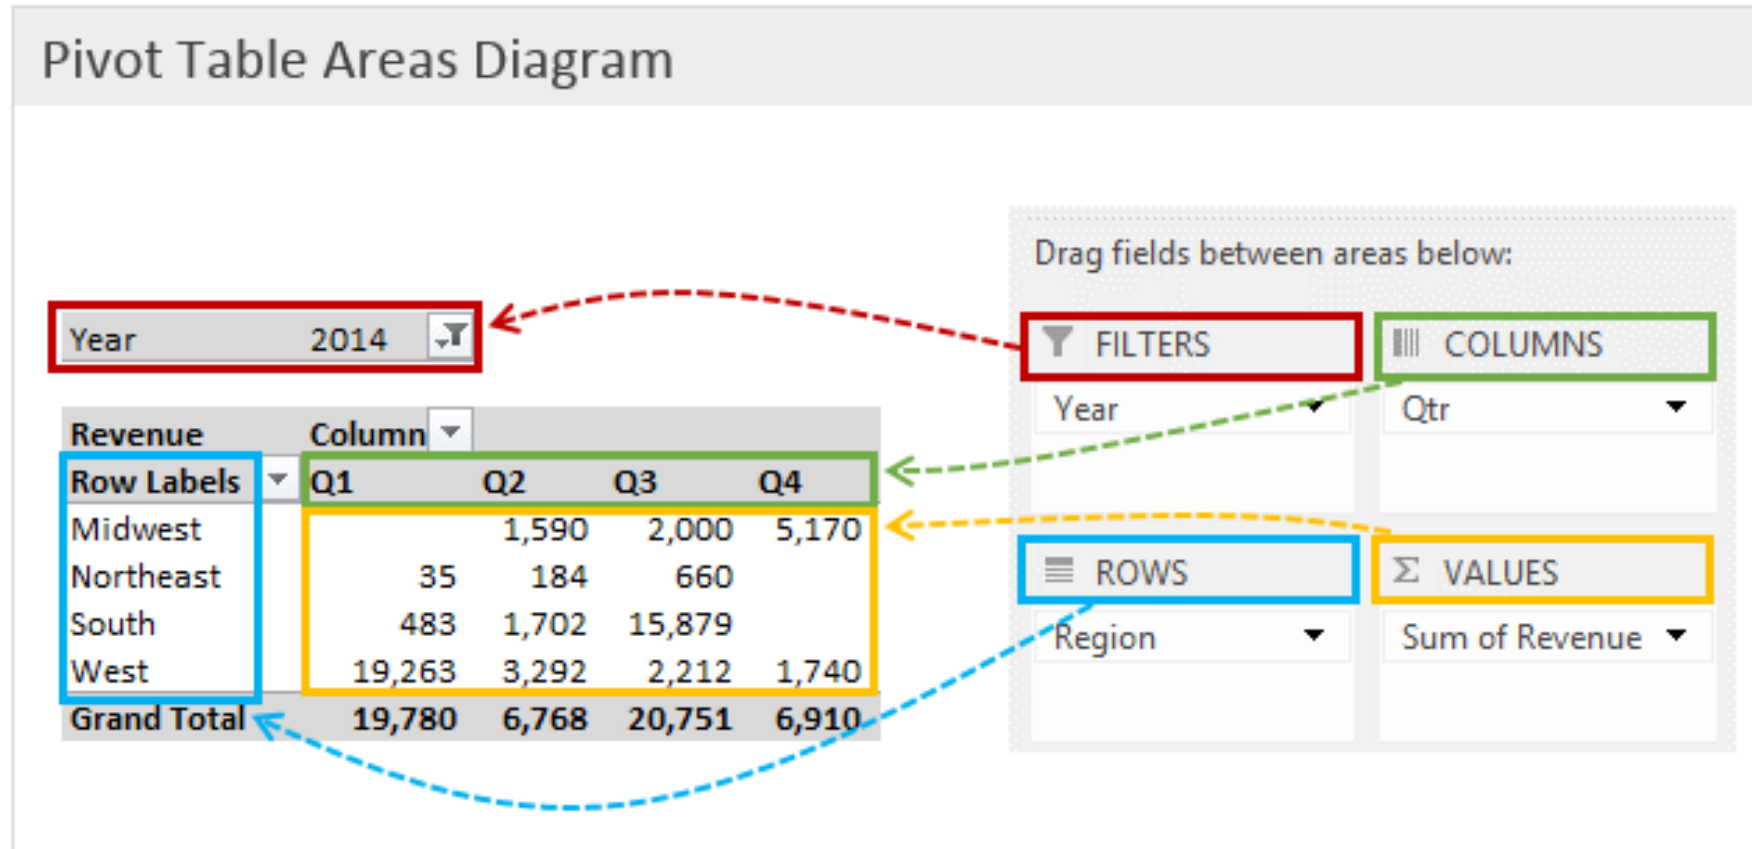 Pivot Table Areas Diagram
Drag fields between areas below:
Year 2014
FILTERS COLUMNS
Year Qtr
Revenue Column
Row Labels Q1 Q2 Q3 Q4
Midwest 1,590 2,000 5,170
Northeast 35 184 660
South 483 1,702 15,879
West 19,263 3,292 2,212 1,740
Grand Total 19,780 6,768 20,751 6,910
ROWS Σ VALUES
Region Sum of Revenue